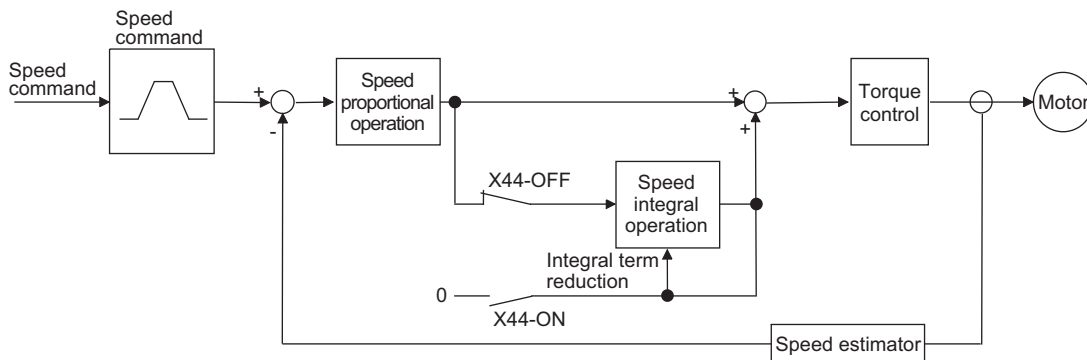 Speed
command
Speed
command
+
-
Speed
proportional
operation
+
+
Torque
control
Motor
X44-OFF
Speed
integral
operation
Integral term
reduction
0
X44-ON
Speed estimator